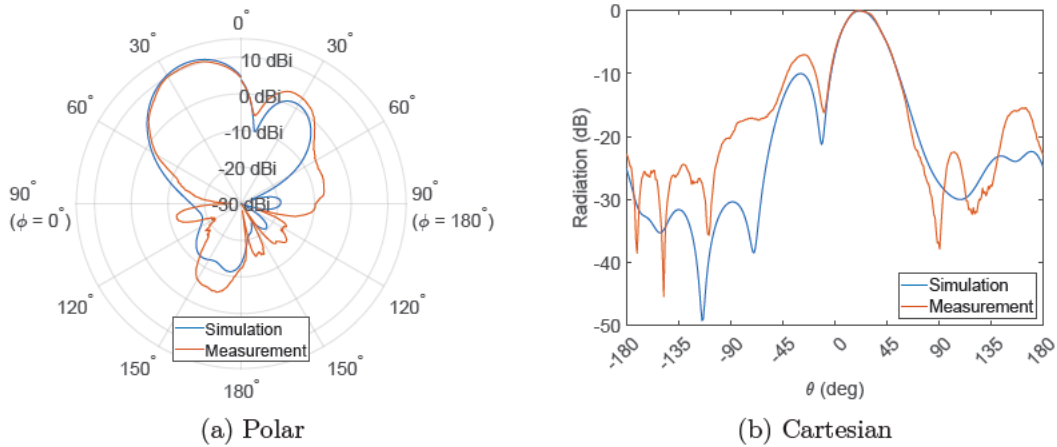 0°
30°
30°
10 dBi
0 dBi
60°
60°
-10 dBi
-20 dBi
90°
-30 dBi
90°
(ϕ = 0°)
(ϕ = 180°)
120°
120°
Simulation
Measurement
150°
150°
180°
(a) Polar
0
-10
-20
-30
-40
-50
Radiation (dB)
Simulation
Measurement
-180
-135
-90
-45
0
45
90
135
180
θ (deg)
(b) Cartesian